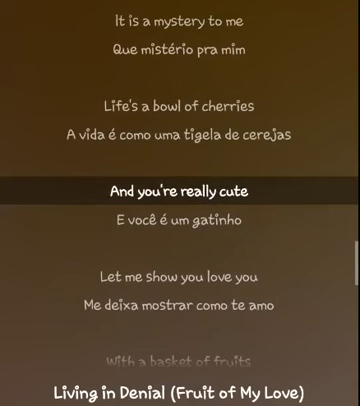 It is a mystery to me
Que mistério pra mim
Life's a bowl of cherries
A vida é como uma tigela de cerejas
And you're really cute
E você é um gatinho
Let me show you love you
Me deixa mostrar como te amo
With a basket of fruits
Living in Denial (Fruit of My Love)